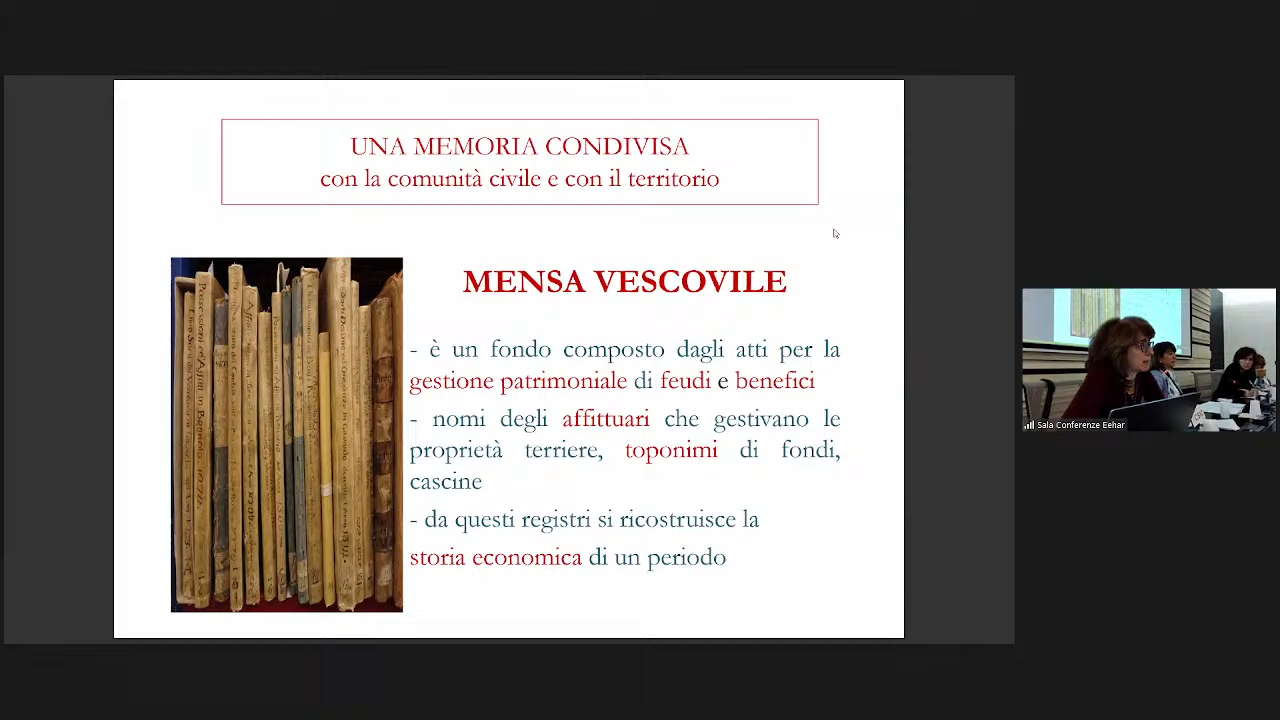 UNA MEMORIA CONDIVISA
con la comunità civile e con il territorio
MENSA VESCOVILE
- è un fondo composto dagli atti per la
gestione patrimoniale di feudi e benefici
- nomi degli affittuari che gestivano le
proprietà terriere, toponimi di fondi,
cascine
- da questi registri si ricostruisce la
storia economica di un periodo
Sala Conferenze Eehar